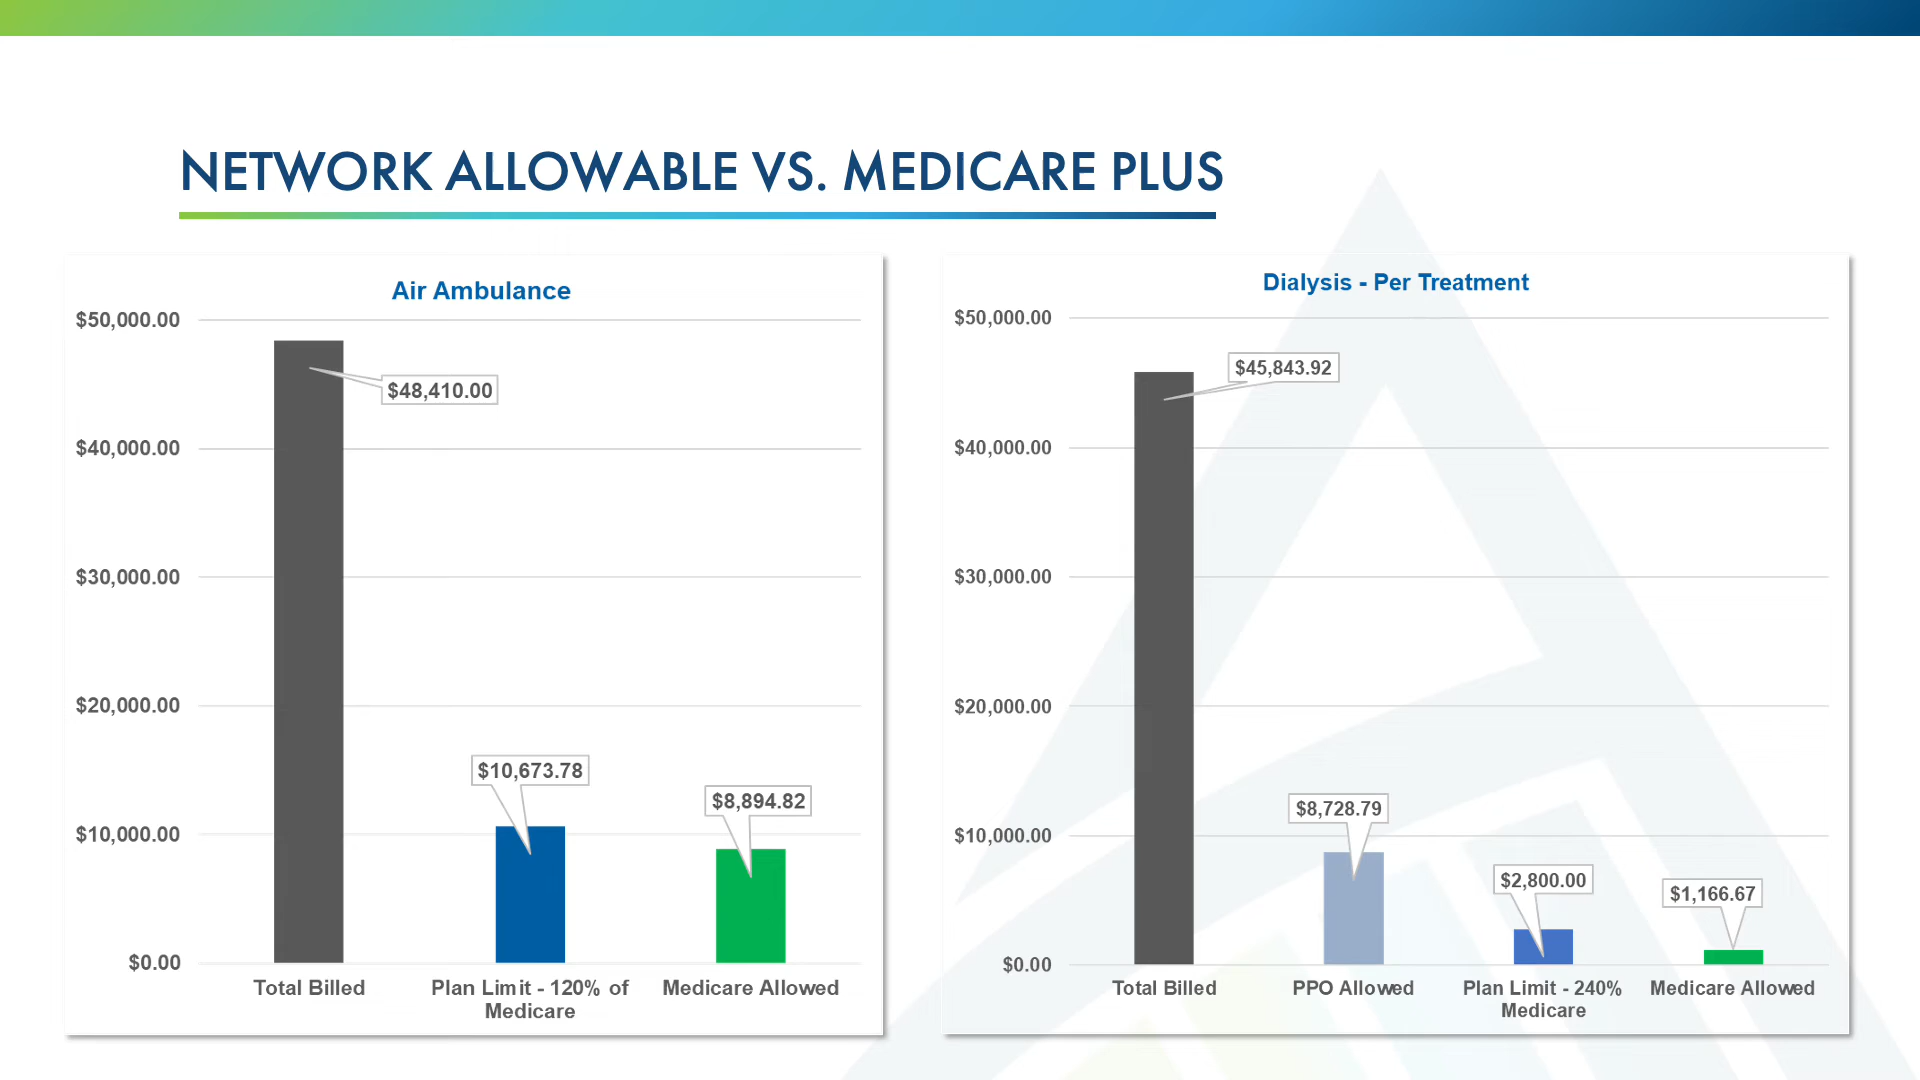 NETWORK ALLOWABLE VS. MEDICARE PLUS
Air Ambulance
$50,000.00
$40,000.00
$30,000.00
$20,000.00
$10,000.00
$0.00
$48,410.00
$10,673.78
$8,894.82
Total Billed
Plan Limit - 120% of
Medicare
Medicare Allowed
Dialysis - Per Treatment
$50,000.00
$40,000.00
$30,000.00
$20,000.00
$10,000.00
$0.00
$45,843.92
$8,728.79
$2,800.00
$1,166.67
Total Billed
PPO Allowed
Plan Limit - 240%
Medicare
Medicare Allowed